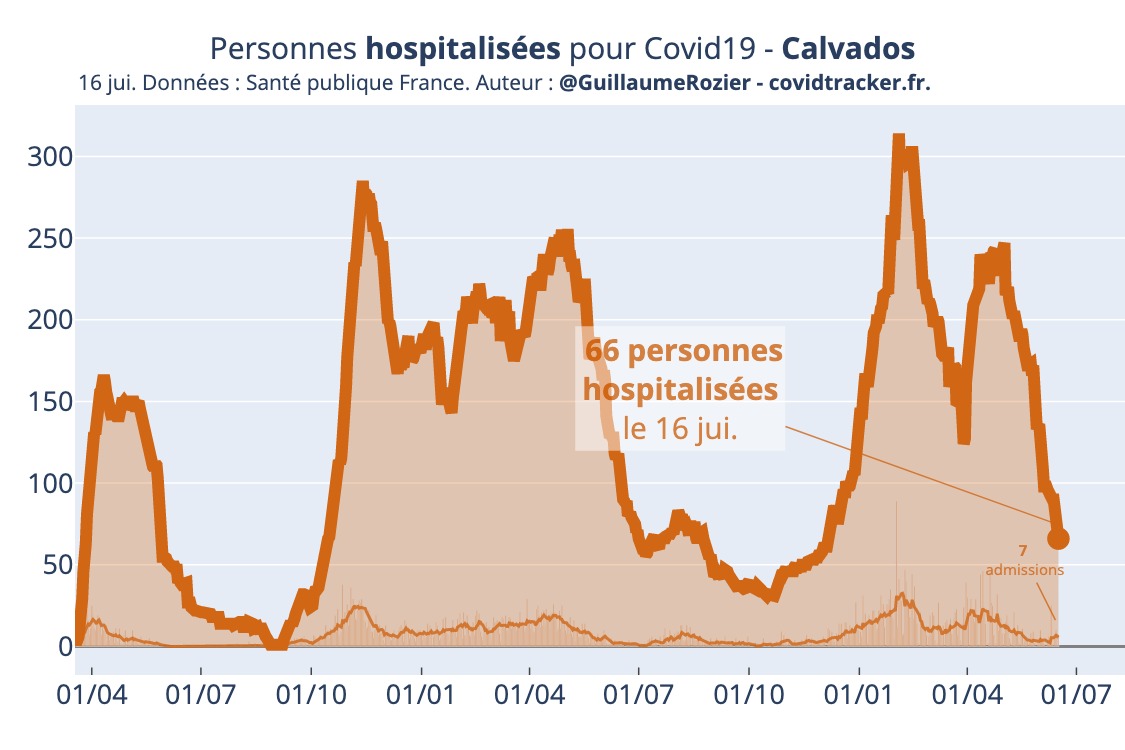 Personnes hospitalisées pour Covid19 - Calvados
16 jui. Données : Santé publique France. Auteur : @GuillaumeRozier - covidtracker.fr.
300
250
200
150
100
50
0
66 personnes
hospitalisées
le 16 jui.
7
admissions
01/04 01/07 01/10 01/01 01/04 01/07 01/10 01/01 01/04 01/07